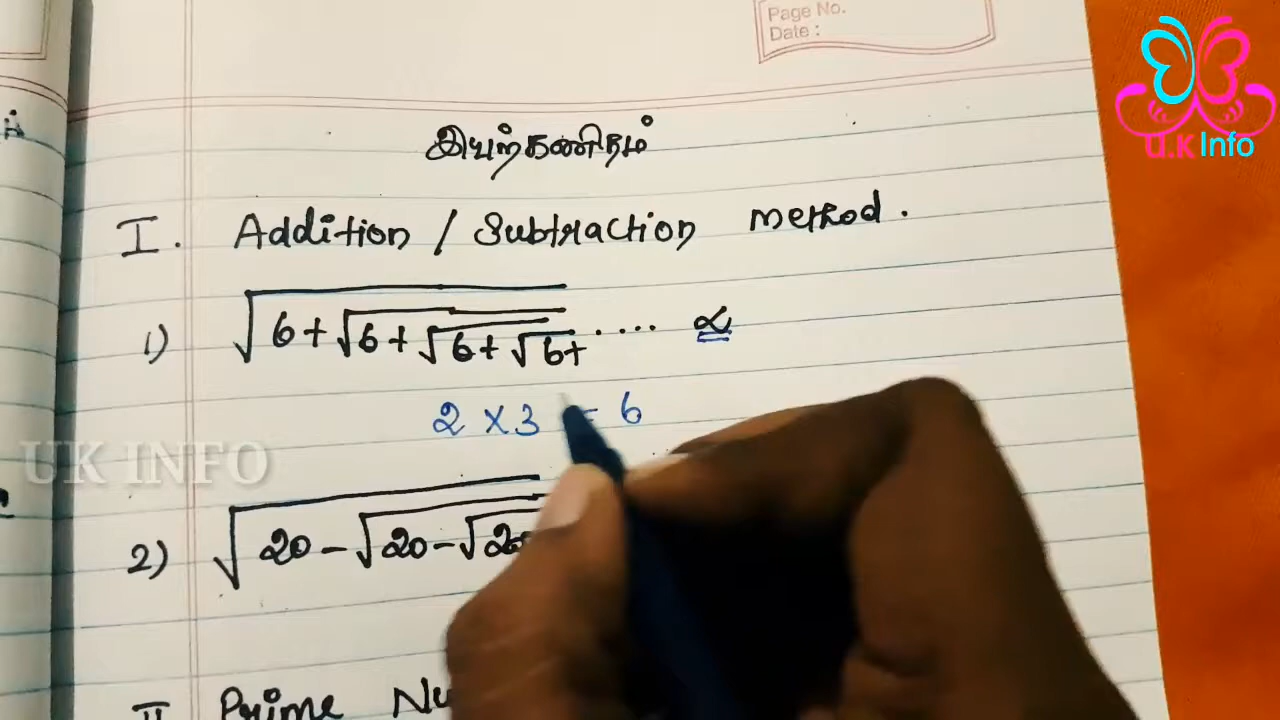 Page No.
Date :
U.K Info
இயற்கணிதம்
I. Addition / Subtraction method.
1) √6+√6+√6+√6+ .... ∝
2 × 3 = 6
UK INFO
2) √20-√20-√20
II Prime